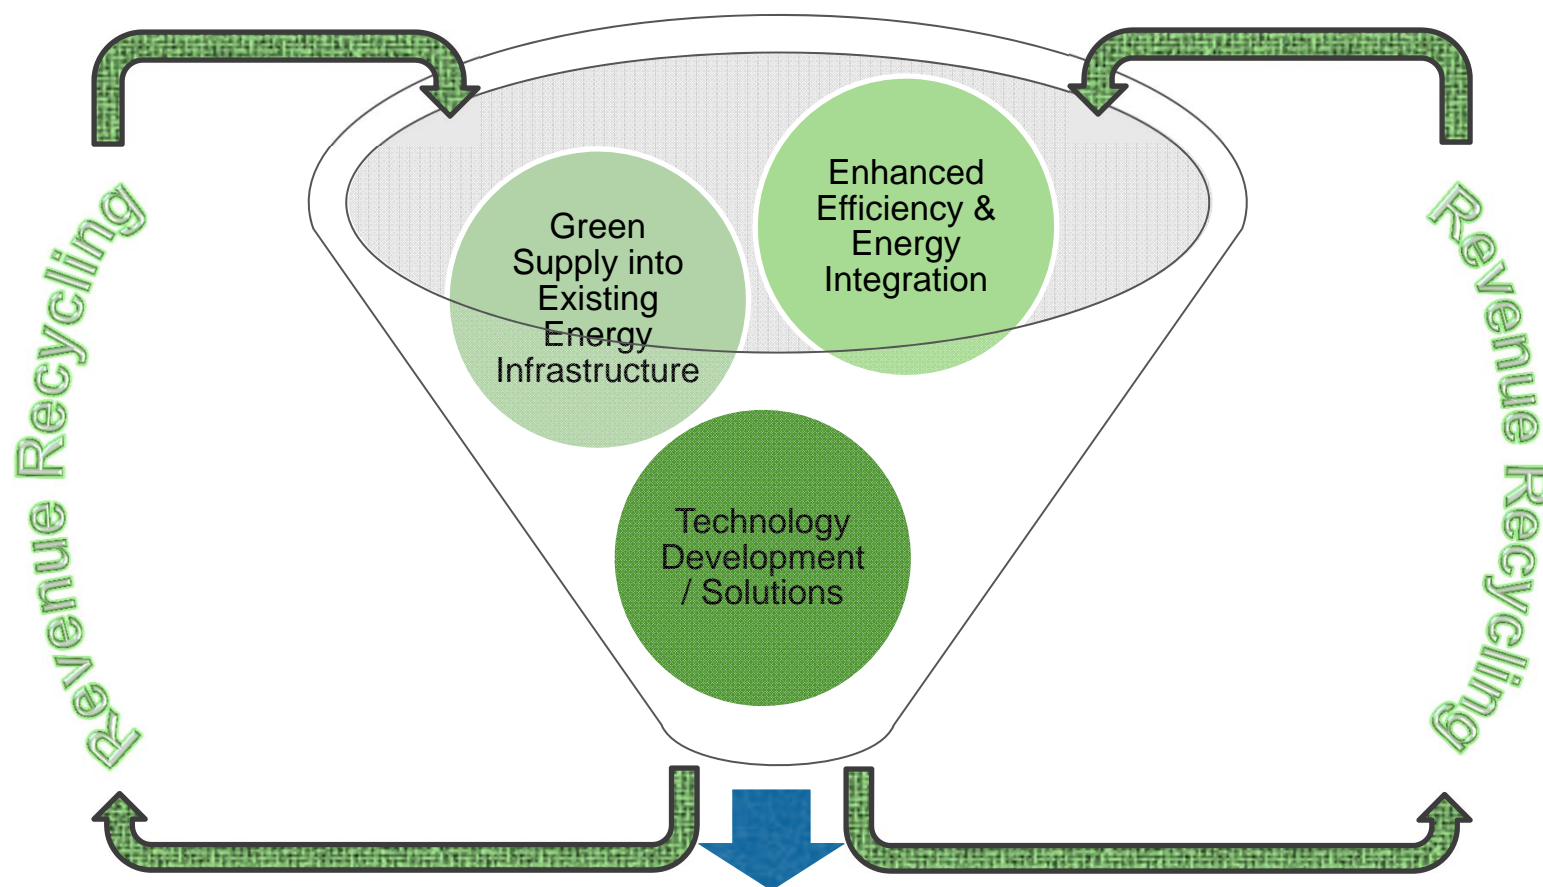 Revenue Recycling
Green
Supply into
Existing
Energy
Infrastructure
Enhanced
Efficiency &
Energy
Integration
Technology
Development
/ Solutions
Revenue Recycling